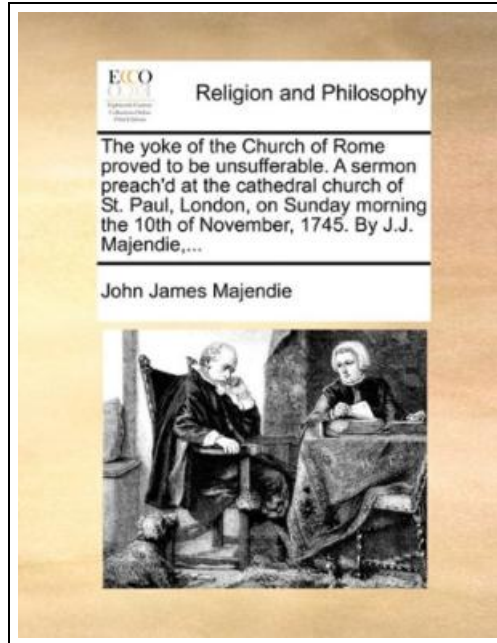 ECCO
Religion and Philosophy
The yoke of the Church of Rome
proved to be unsufferable. A sermon
preach'd at the cathedral church of
St. Paul, London, on Sunday morning
the 10th of November, 1745. By J.J.
Majendie,...
John James Majendie